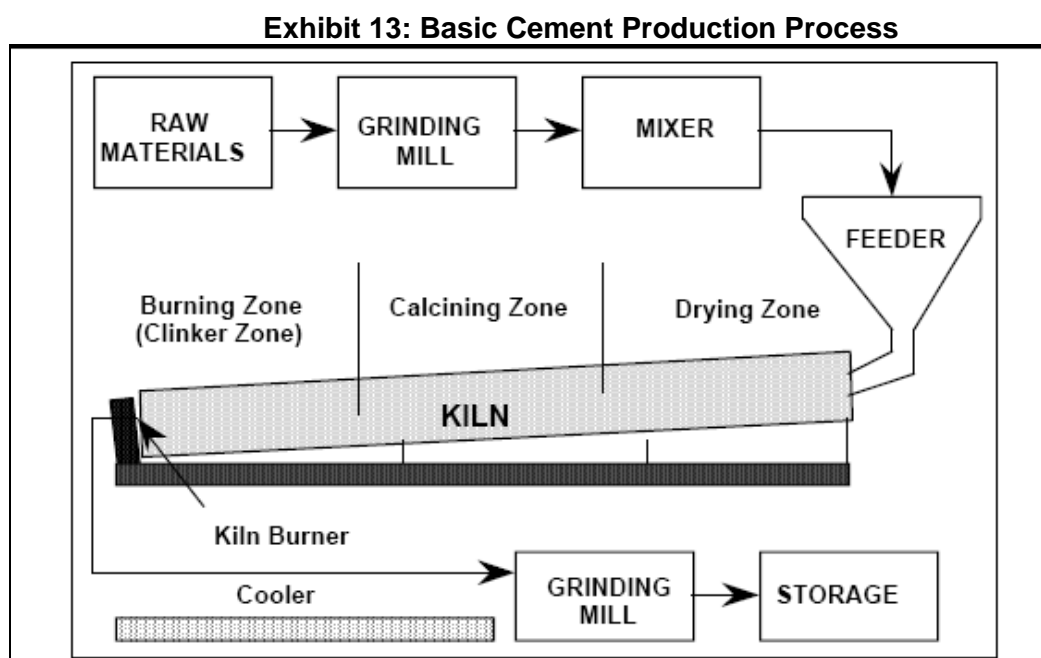 Exhibit 13: Basic Cement Production Process
RAW
MATERIALS
GRINDING
MILL
MIXER
FEEDER
Burning Zone
(Clinker Zone)
Calcining Zone
Drying Zone
KILN
Kiln Burner
Cooler
GRINDING
MILL
STORAGE